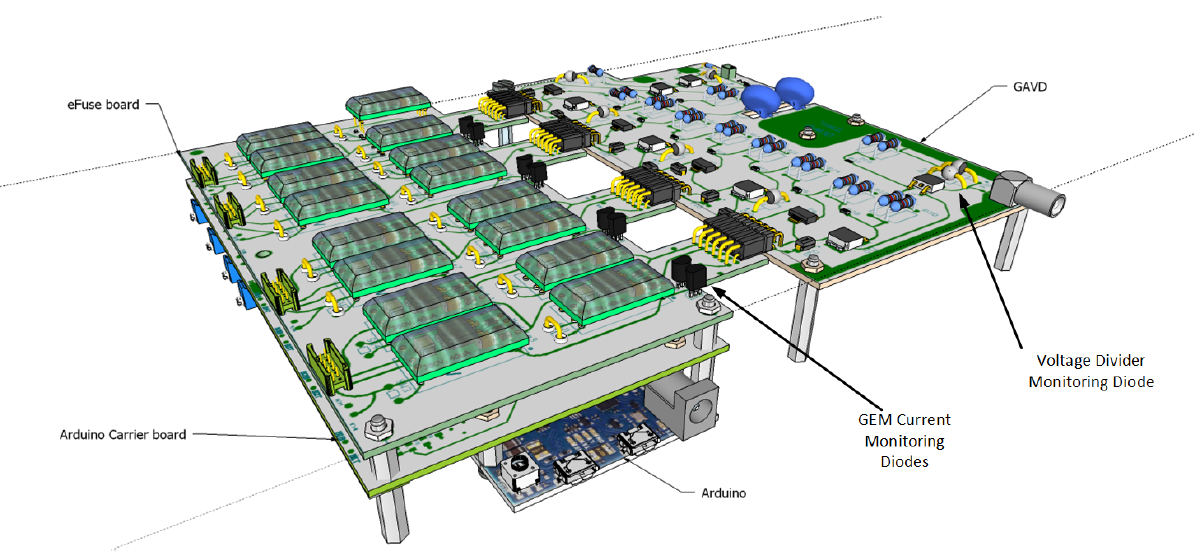 eFuse board
GAVD
Voltage Divider
Monitoring Diode
GEM Current
Monitoring
Diodes
Arduino Carrier board
Arduino